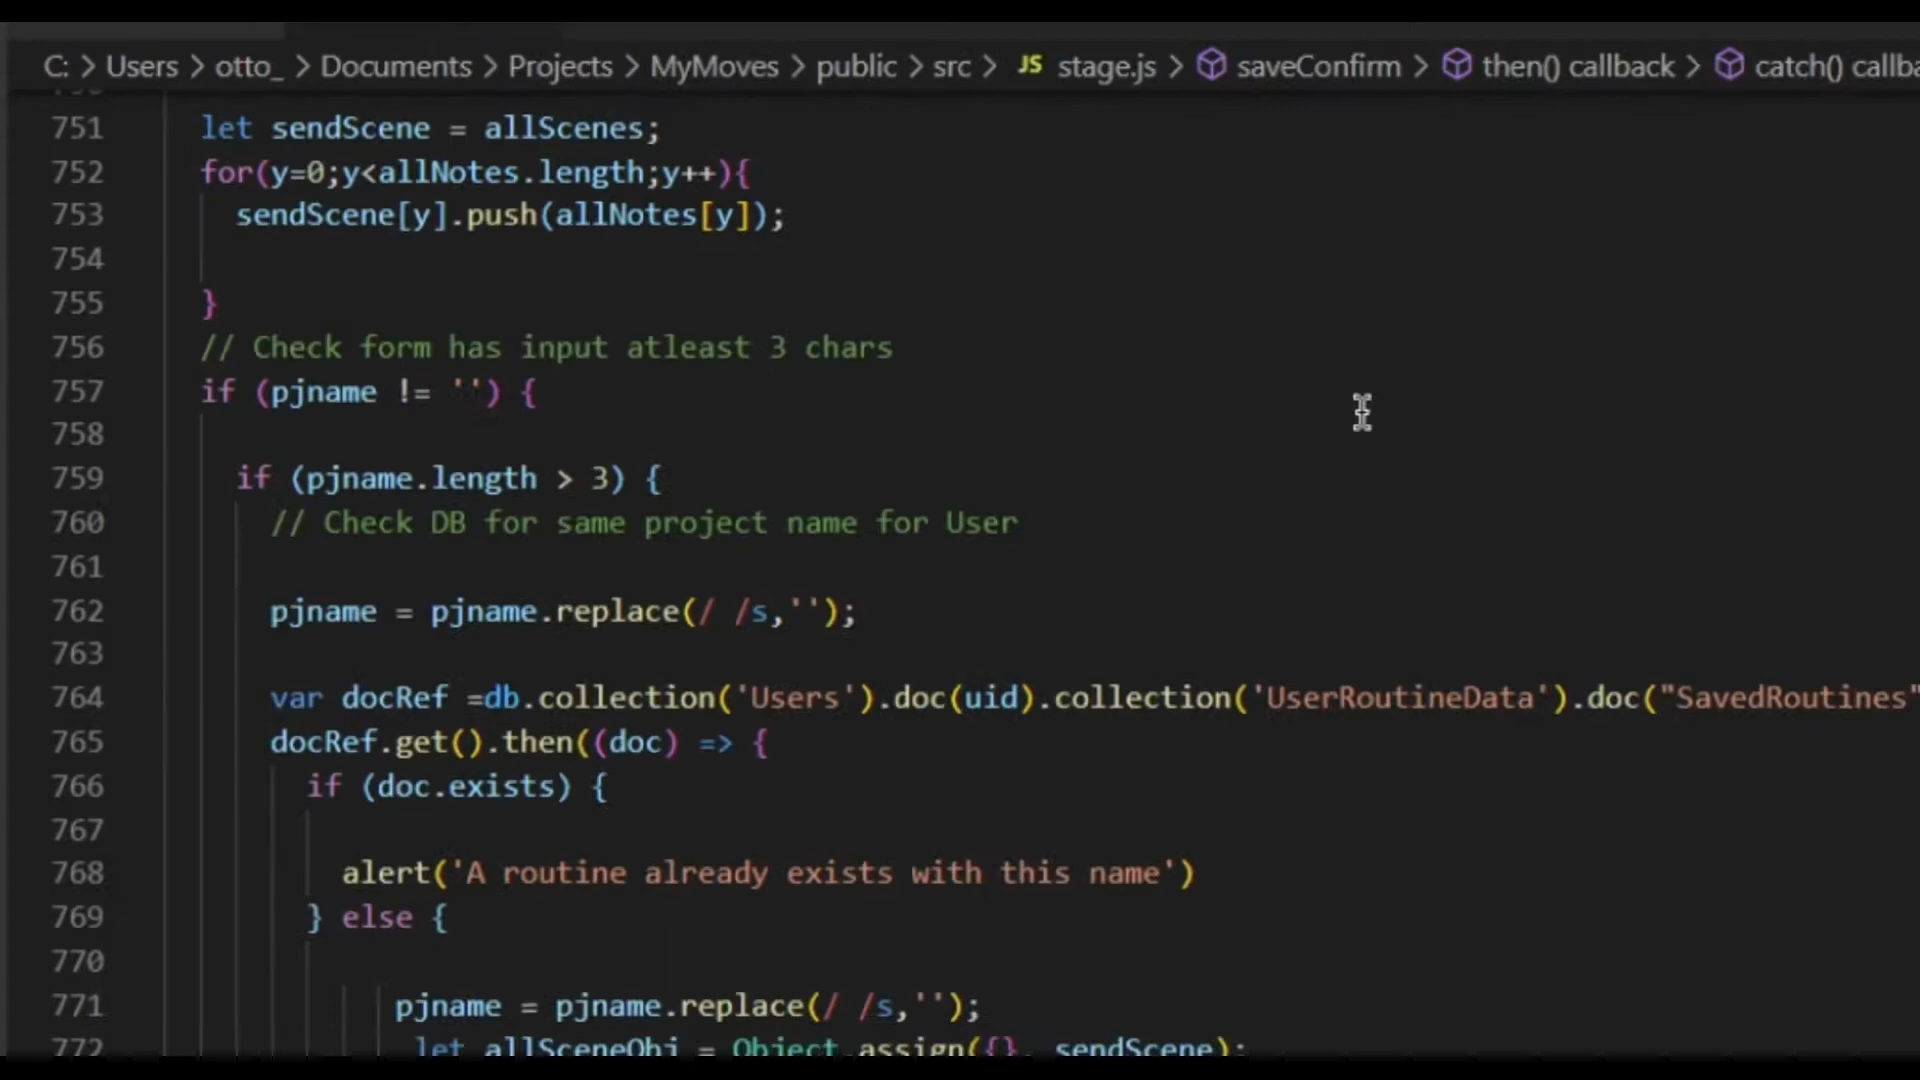 C: > Users > otto_ > Documents > Projects > MyMoves > public > src > JS stage.js > saveConfirm > then() callback > catch() callba
751 let sendScene = allScenes;
752 for(y=0;y<allNotes.length;y++){
753 sendScene[y].push(allNotes[y]);
754
755 }
756 // Check form has input atleast 3 chars
757 if (pjname != '') {
758
759 if (pjname.length > 3) {
760 // Check DB for same project name for User
761
762 pjname = pjname.replace(/ /s,'');
763
764 var docRef =db.collection('Users').doc(uid).collection('UserRoutineData').doc("SavedRoutines"
765 docRef.get().then((doc) => {
766 if (doc.exists) {
767
768 alert('A routine already exists with this name')
769 } else {
770
771 pjname = pjname.replace(/ /s,'');
772 let allSceneObj = Object.assign({}, sendScene);